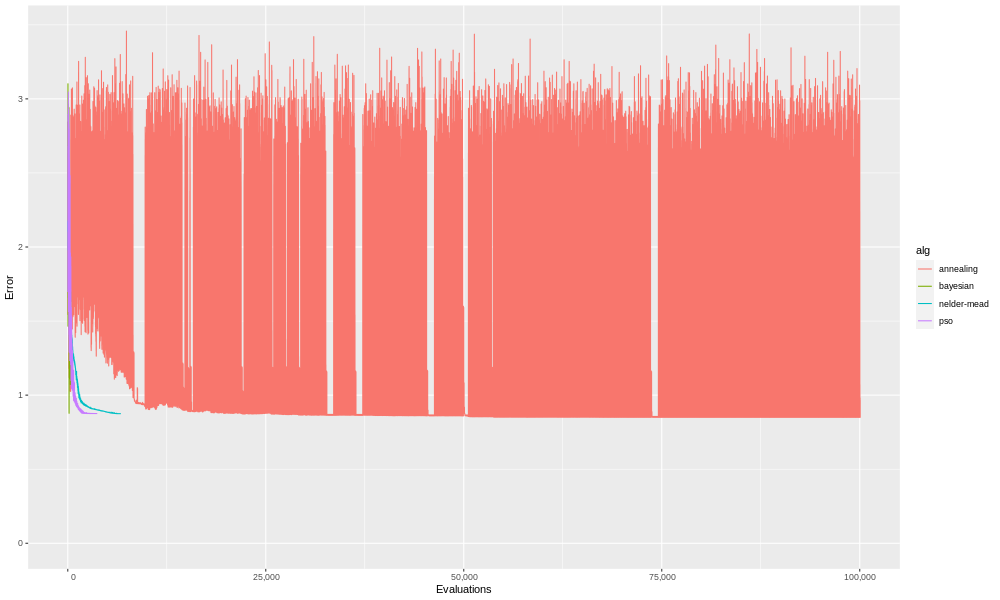 3
2
1
0
Error
0
25,000
50,000
75,000
100,000
Evaluations
alg
annealing
bayesian
nelder-mead
pso